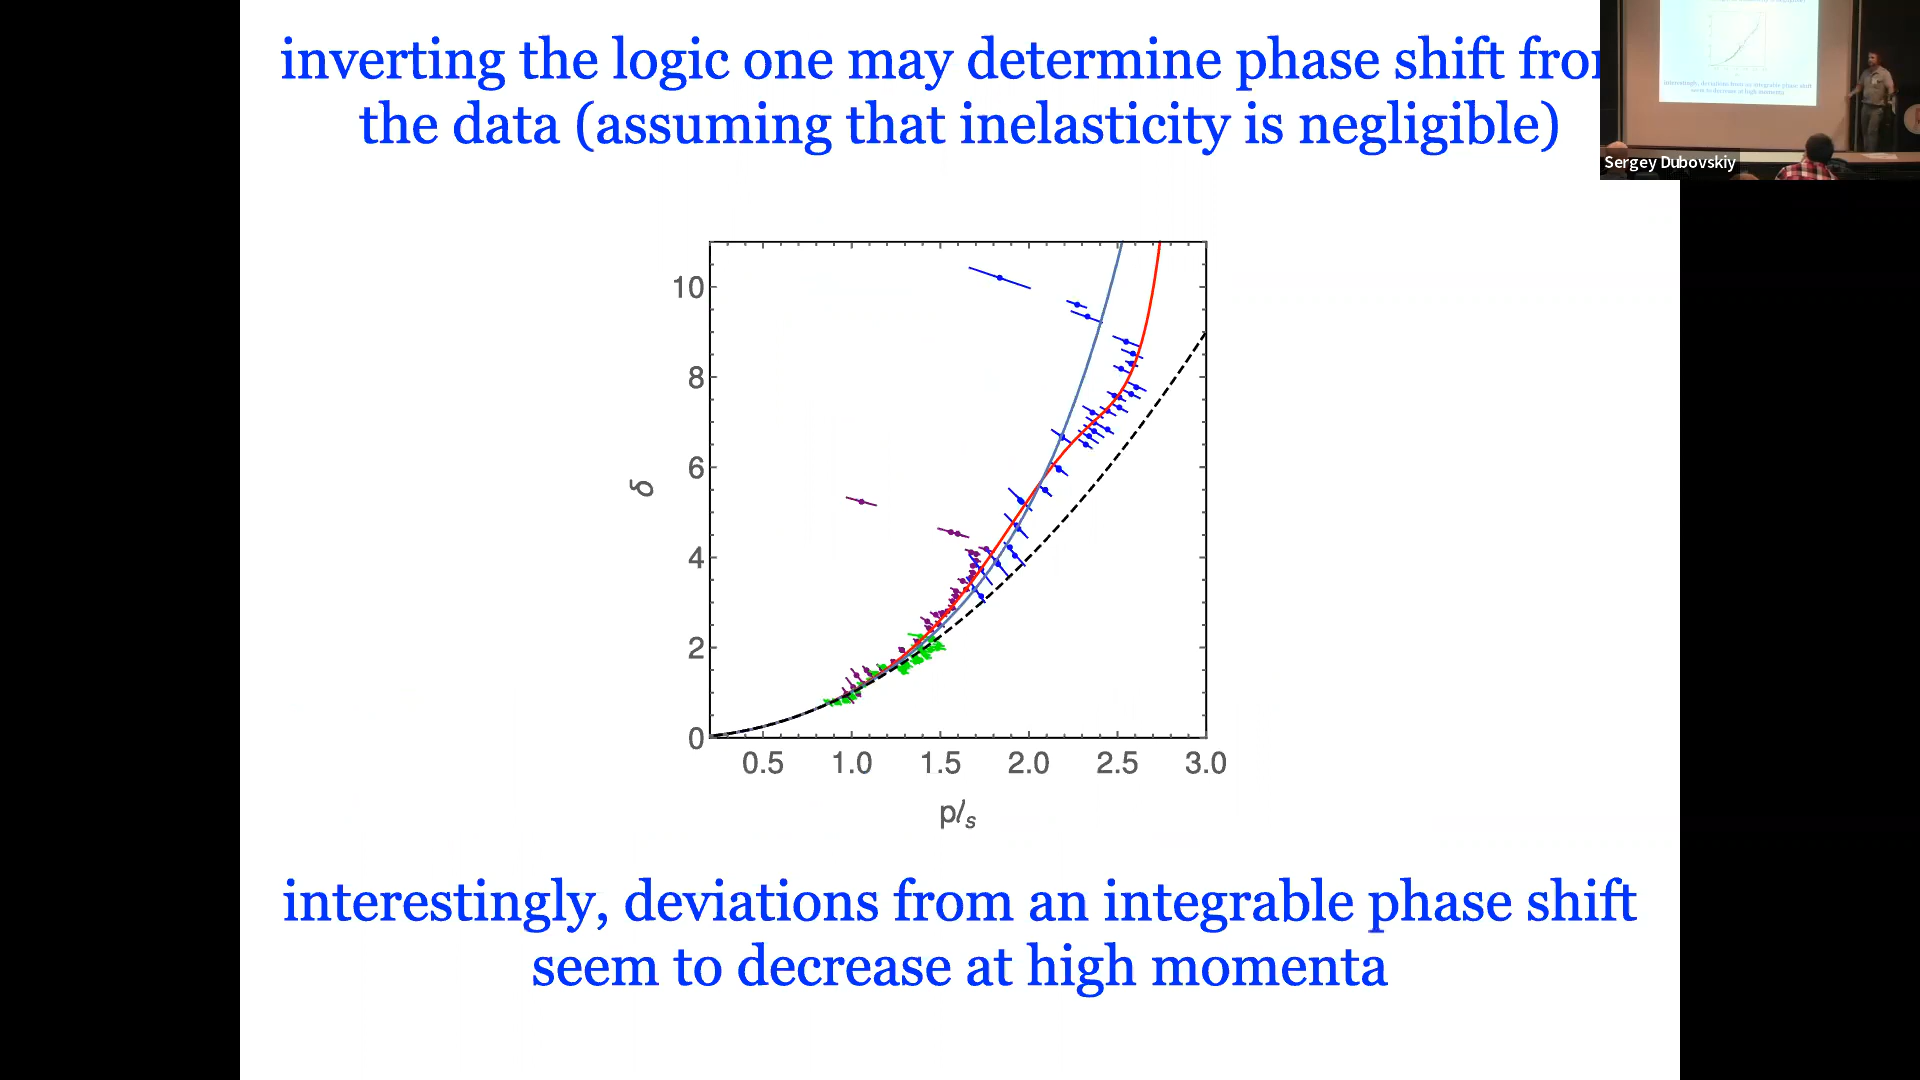 inverting the logic one may determine phase shift fro
the data (assuming that inelasticity is negligible)
Sergey Dubovskiy
10
8
6
4
2
0
δ
0.5 1.0 1.5 2.0 2.5 3.0
pls
interestingly, deviations from an integrable phase shift
seem to decrease at high momenta